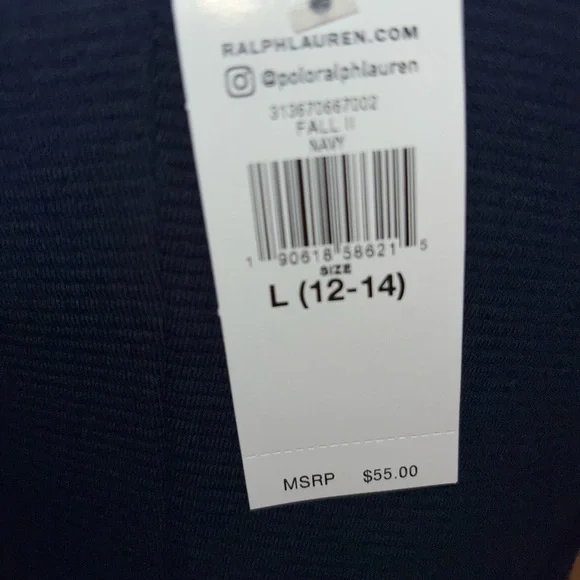 RALPHLAUREN.COM
@poloralphlauren
313670667002
FALL II
NAVY
1 90618 58621 5
SIZE
L (12-14)
MSRP $55.00